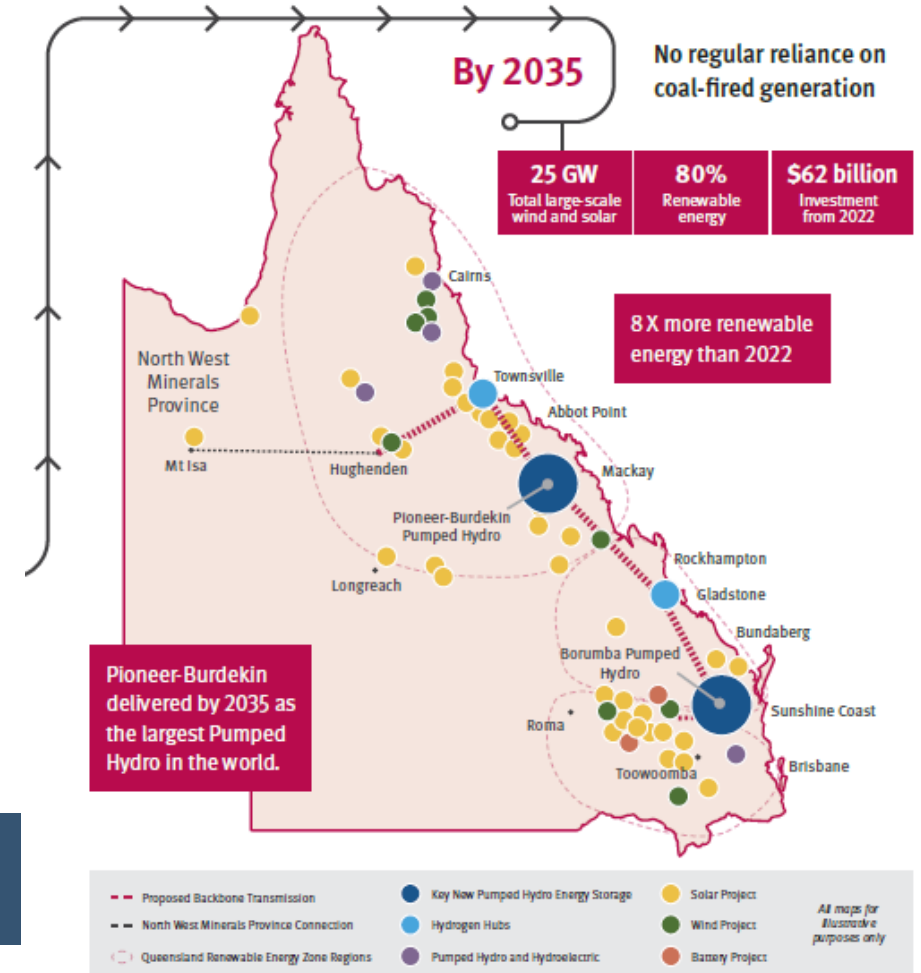 By 2035
No regular reliance on
coal-fired generation
25 GW
Total large-scale
wind and solar
80%
Renewable
energy
$62 billion
Investment
from 2022
8 X more renewable
energy than 2022
Cairns
North West
Minerals
Province
Townsville
Abbot Point
Mt Isa
Hughenden
Mackay
Pioneer-Burdekin
Pumped Hydro
Longreach
Rockhampton
Gladstone
Bundaberg
Borumba Pumped
Hydro
Roma
Sunshine Coast
Toowoomba
Brisbane
Pioneer-Burdekin
delivered by 2035 as
the largest Pumped
Hydro in the world.
Proposed Backbone Transmission
North West Minerals Province Connection
Queensland Renewable Energy Zone Regions
Key New Pumped Hydro Energy Storage
Hydrogen Hubs
Pumped Hydro and Hydroelectric
Solar Project
Wind Project
Battery Project
All maps for
illustrative
purposes only